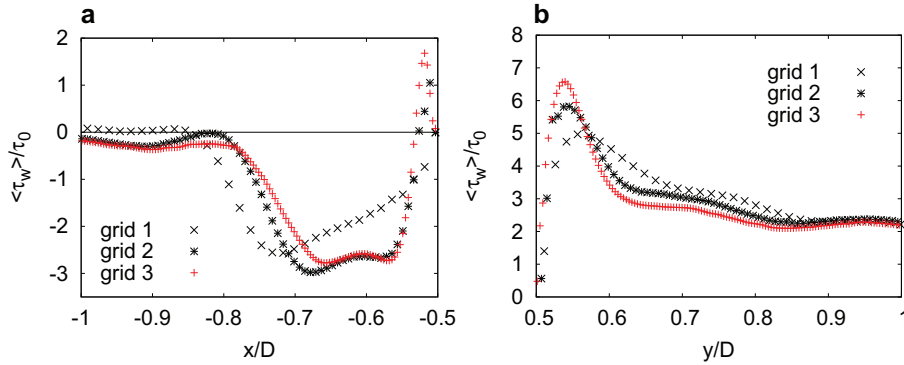 a
<τw>/τ0
2
1
0
-1
-2
-3
grid 1
grid 2
grid 3
-1 -0.9 -0.8 -0.7 -0.6 -0.5
x/D
b
<τw>/τ0
8
7
6
5
4
3
2
1
0
grid 1
grid 2
grid 3
0.5 0.6 0.7 0.8 0.9 1
y/D